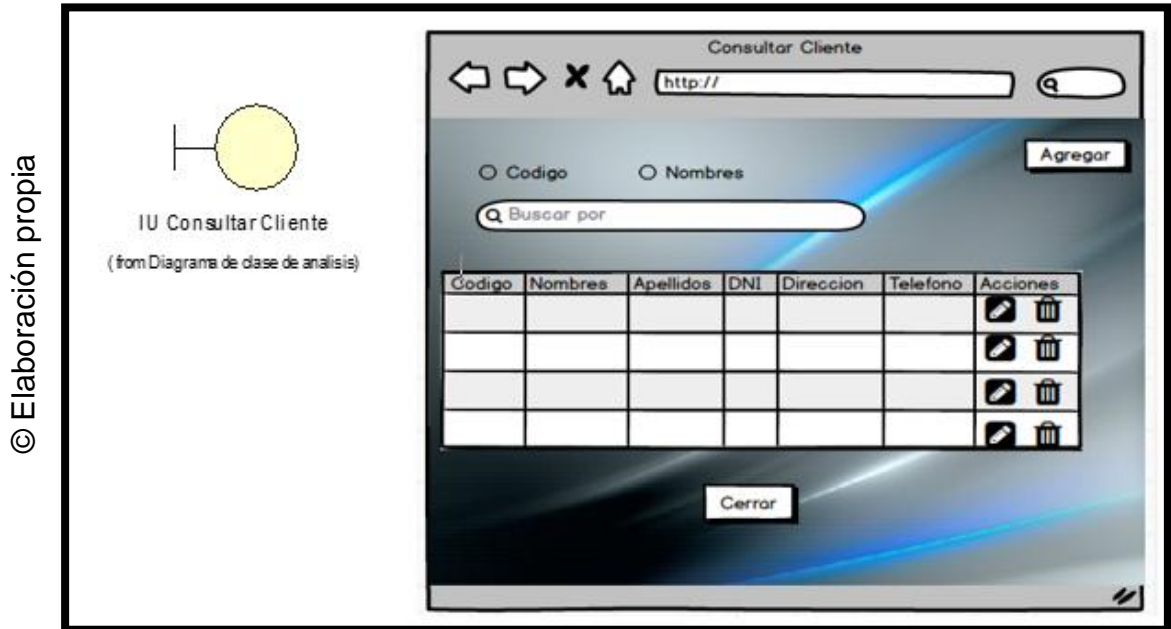 © Elaboración propia
IU Consultar Cliente
(from Diagrama de clase de analisis)
Consultar Cliente
http://
Agregar
Codigo Nombres
Buscar por
Codigo Nombres Apellidos DNI Direccion Telefono Acciones
Cerrar